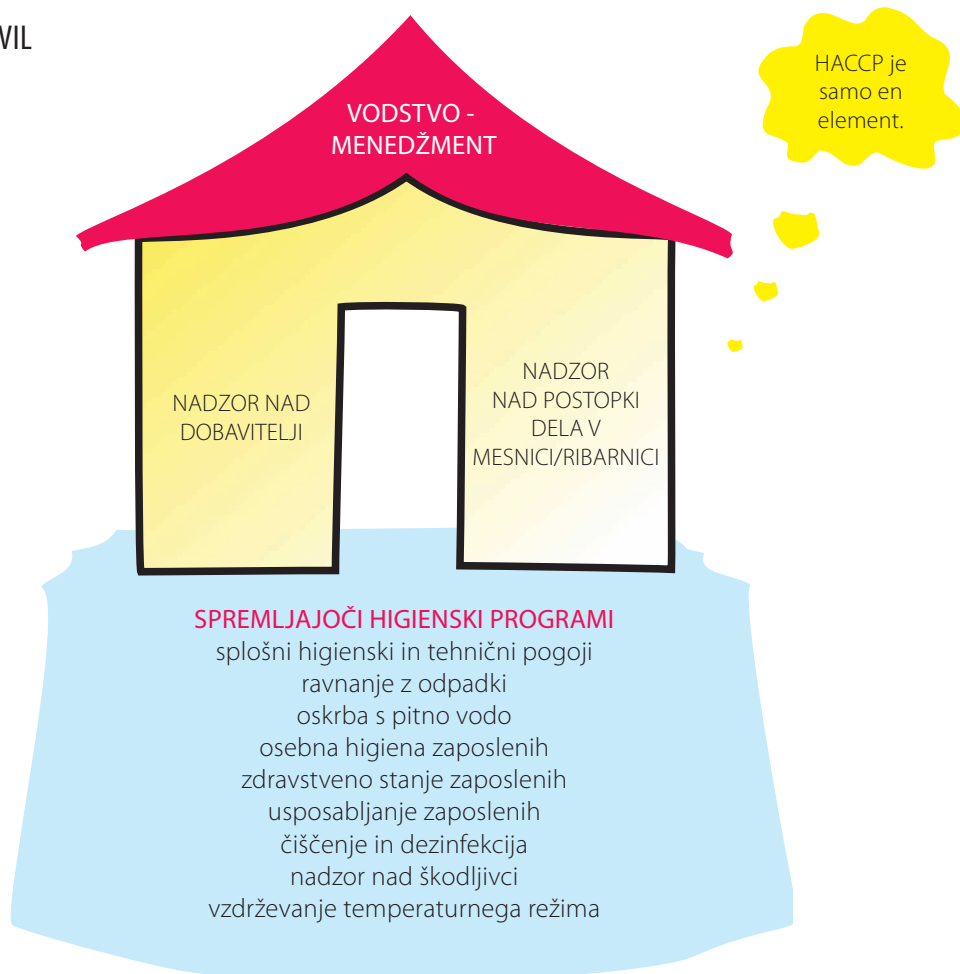 VODSTVO -
MENEDŽMENT
HACCP je
samo en
element.
NADZOR NAD
DOBAVITELJI
NADZOR
NAD POSTOPKI
DELA V
MESNICI/RIBARNICI
SPREMLJAJOČI HIGIENSKI PROGRAMI
splošni higienski in tehnični pogoji
ravnanje z odpadki
oskrba s pitno vodo
osebna higiena zaposlenih
zdravstveno stanje zaposlenih
usposabljanje zaposlenih
čiščenje in dezinfekcija
nadzor nad škodljivci
vzdrževanje temperaturnega režima